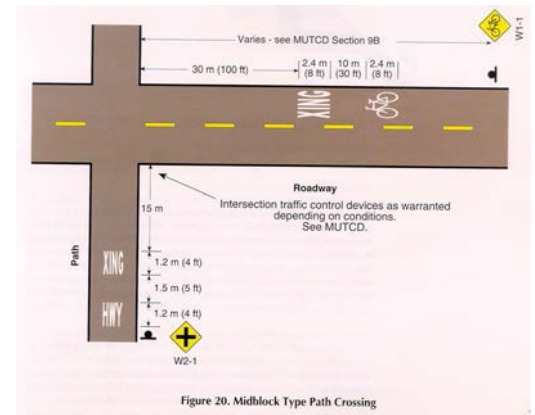 Varies - see MUTCD Section 9B
W1-1
30 m (100 ft)
2.4 m
(8 ft)
10 m
(30 ft)
2.4 m
(8 ft)
XING
Roadway
Intersection traffic control devices as warranted
depending on conditions.
See MUTCD.
15 m
Path
XING
1.2 m (4 ft)
1.5 m (5 ft)
HWY
1.2 m (4 ft)
W2-1
Figure 20. Midblock Type Path Crossing